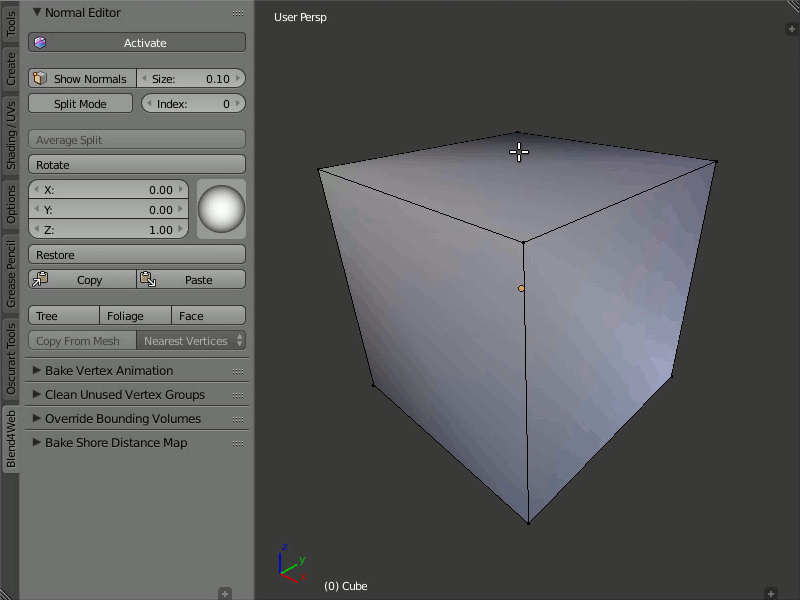 Tools
Create
Shading / UVs
Options
Grease Pencil
Oscurart Tools
Blend4Web
Normal Editor
Activate
Show Normals Size: 0.10
Split Mode Index: 0
Average Split
Rotate
X: 0.00
Y: 0.00
Z: 1.00
Restore
Copy Paste
Tree Foliage Face
Copy From Mesh Nearest Vertices
Bake Vertex Animation
Clean Unused Vertex Groups
Override Bounding Volumes
Bake Shore Distance Map
User Persp
z
y
x
(0) Cube